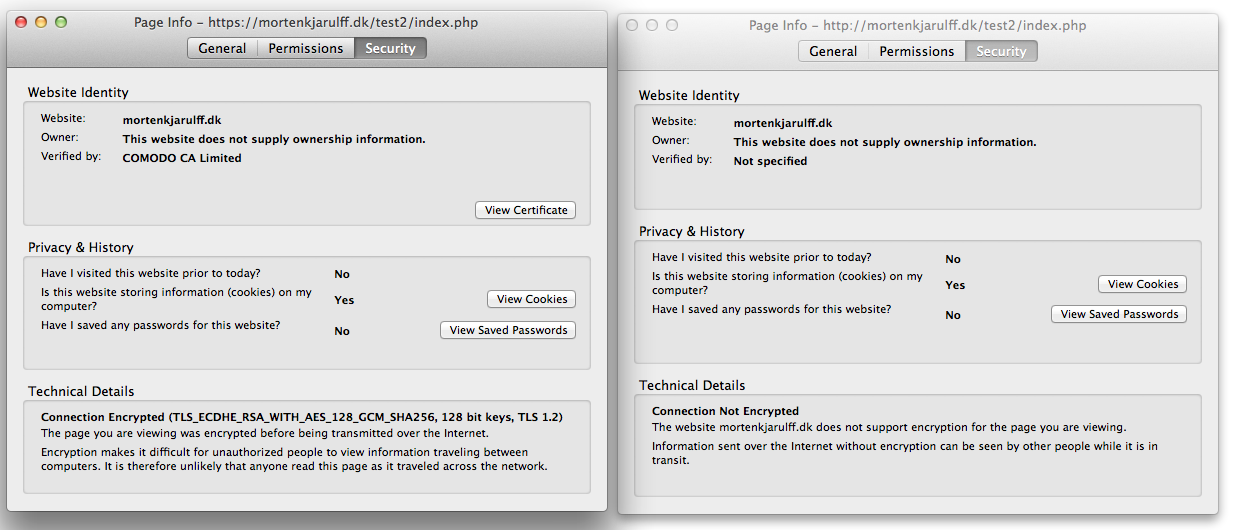 Page Info – https://mortenkjarulff.dk/test2/index.php
General Permissions Security
Website Identity
Website: mortenkjarulff.dk
Owner: This website does not supply ownership information.
Verified by: COMODO CA Limited
View Certificate
Privacy & History
Have I visited this website prior to today? No
Is this website storing information (cookies) on my
computer? Yes View Cookies
Have I saved any passwords for this website? No View Saved Passwords
Technical Details
Connection Encrypted (TLS_ECDHE_RSA_WITH_AES_128_GCM_SHA256, 128 bit keys, TLS 1.2)
The page you are viewing was encrypted before being transmitted over the Internet.
Encryption makes it difficult for unauthorized people to view information traveling between
computers. It is therefore unlikely that anyone read this page as it traveled across the network.
Page Info – http://mortenkjarulff.dk/test2/index.php
General Permissions Security
Website Identity
Website: mortenkjarulff.dk
Owner: This website does not supply ownership information.
Verified by: Not specified
Privacy & History
Have I visited this website prior to today? No
Is this website storing information (cookies) on my
computer? Yes View Cookies
Have I saved any passwords for this website? No View Saved Passwords
Technical Details
Connection Not Encrypted
The website mortenkjarulff.dk does not support encryption for the page you are viewing.
Information sent over the Internet without encryption can be seen by other people while it is in
transit.